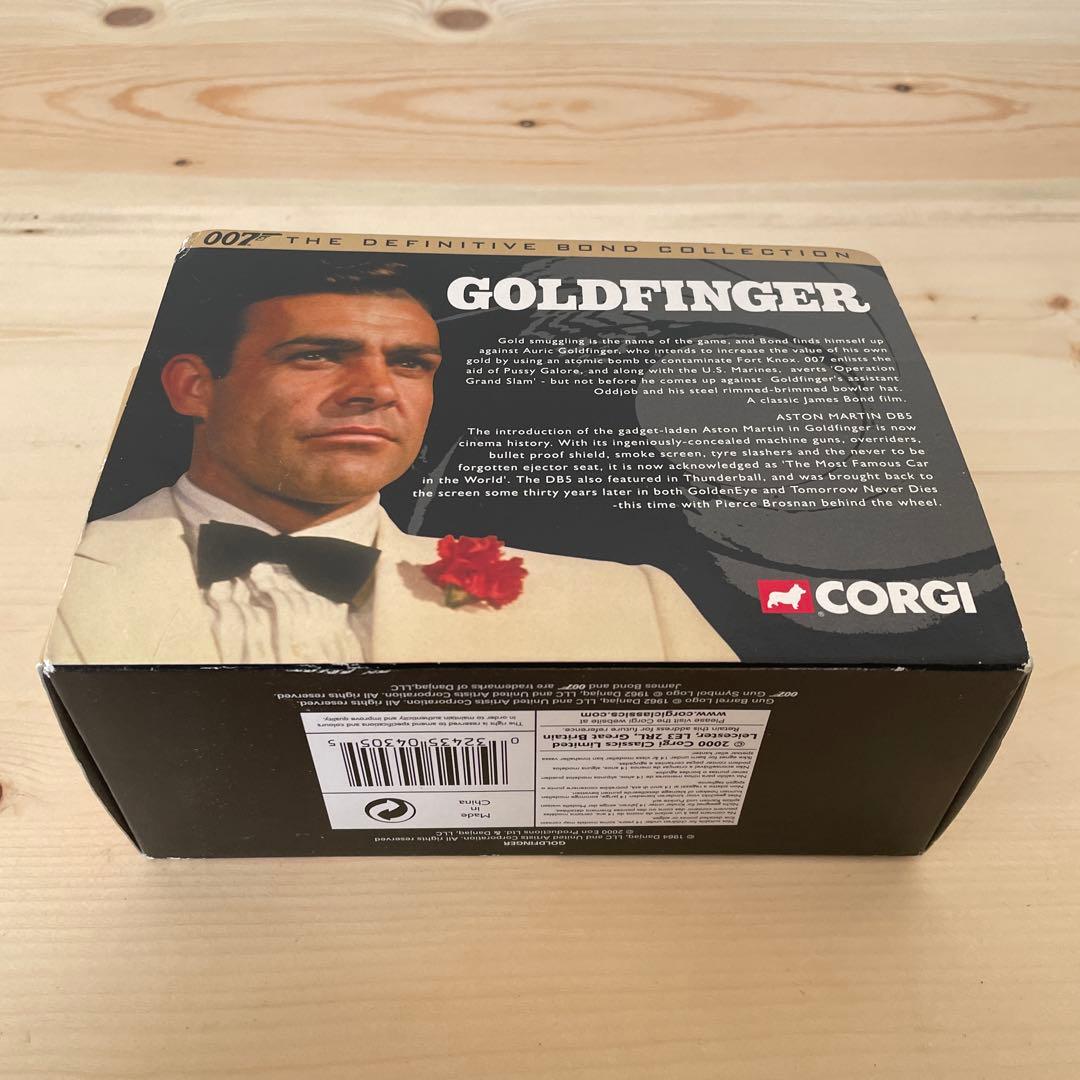 007 THE DEFINITIVE BOND COLLECTION
GOLDFINGER
Gold smuggling is the name of the game, and Bond finds himself up
against Auric Goldfinger, who intends to increase the value of his own
gold by using an atomic bomb to contaminate Fort Knox. 007 enlists the
aid of Pussy Galore, and along with the U.S. Marines, averts 'Operation
Grand Slam' - but not before he comes up against Goldfinger's assistant
Oddjob and his steel rimmed-brimmed bowler hat.
A classic James Bond film.
ASTON MARTIN DB5
The introduction of the gadget-laden Aston Martin in Goldfinger is now
cinema history. With its ingeniously-concealed machine guns, overriders,
bullet proof shield, smoke screen, tyre slashers and the never to be
forgotten ejector seat, it is now acknowledged as 'The Most Famous Car
in the World'. The DB5 also featured in Thunderball, and was brought back to
the screen some thirty years later in both GoldenEye and Tomorrow Never Dies
-this time with Pierce Brosnan behind the wheel.
CORGI
GOLDFINGER
© 1964 Danjaq, LLC and United Artists Corporation. All rights reserved.
© 2000 Eon Productions Ltd. & Danjaq, LLC
Made
in
China
5 04305 32435 0
The right is reserved to amend specifications and colours
in order to maintain authenticity and improve quality.
© 2000 Corgi Classics Limited
Leicester, LE3 2RL, Great Britain
Retain this address for future reference.
Please visit the Corgi website at
www.corgiclassics.com
007 Gun Symbol Logo © 1962 Danjaq, LLC and United Artists Corporation. All rights reserved.
Gun Barrel Logo © 1962 Danjaq, LLC and United Artists Corporation. All rights reserved.
James Bond and 007 are trademarks of Danjaq, LLC